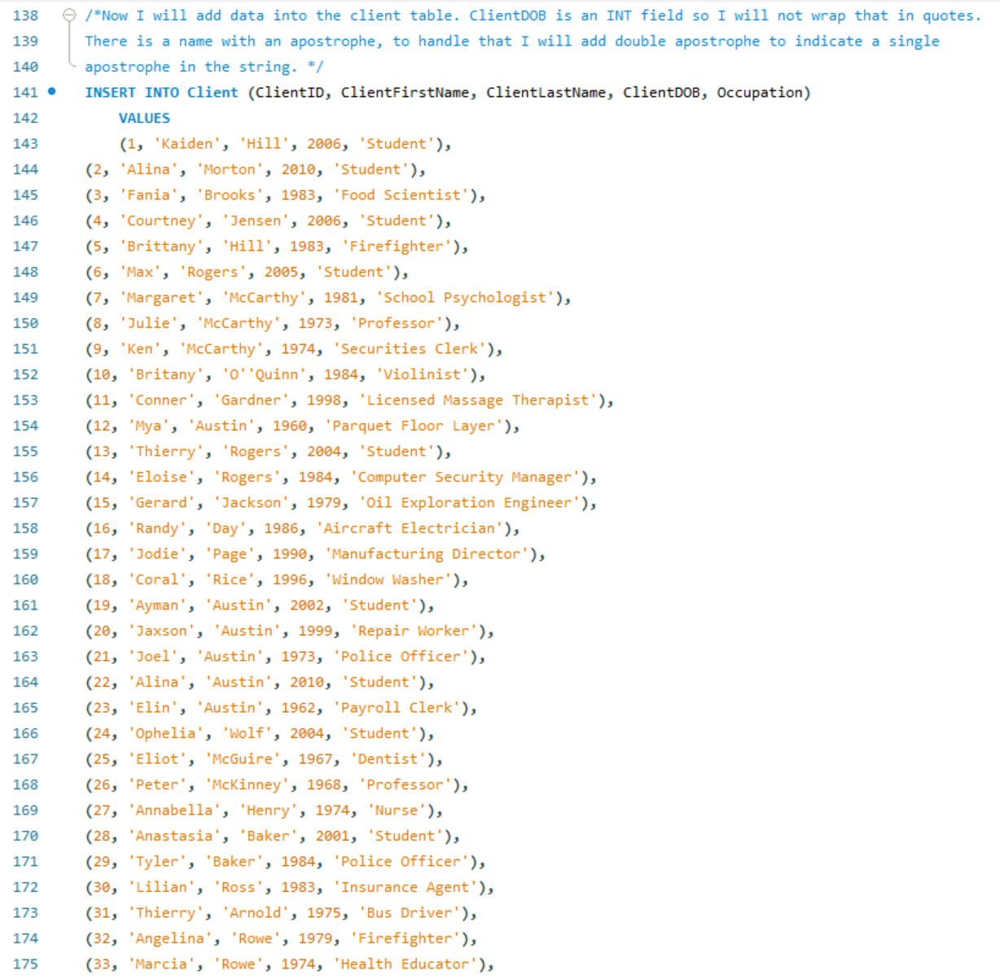 138 /*Now I will add data into the client table. ClientDOB is an INT field so I will not wrap that in quotes.
139 There is a name with an apostrophe, to handle that I will add double apostrophe to indicate a single
140 apostrophe in the string. */
141 INSERT INTO Client (ClientID, ClientFirstName, ClientLastName, ClientDOB, Occupation)
142 VALUES
143 (1, 'Kaiden', 'Hill', 2006, 'Student'),
144 (2, 'Alina', 'Morton', 2010, 'Student'),
145 (3, 'Fania', 'Brooks', 1983, 'Food Scientist'),
146 (4, 'Courtney', 'Jensen', 2006, 'Student'),
147 (5, 'Brittany', 'Hill', 1983, 'Firefighter'),
148 (6, 'Max', 'Rogers', 2005, 'Student'),
149 (7, 'Margaret', 'McCarthy', 1981, 'School Psychologist'),
150 (8, 'Julie', 'McCarthy', 1973, 'Professor'),
151 (9, 'Ken', 'McCarthy', 1974, 'Securities Clerk'),
152 (10, 'Britany', 'O''Quinn', 1984, 'Violinist'),
153 (11, 'Conner', 'Gardner', 1998, 'Licensed Massage Therapist'),
154 (12, 'Mya', 'Austin', 1960, 'Parquet Floor Layer'),
155 (13, 'Thierry', 'Rogers', 2004, 'Student'),
156 (14, 'Eloise', 'Rogers', 1984, 'Computer Security Manager'),
157 (15, 'Gerard', 'Jackson', 1979, 'Oil Exploration Engineer'),
158 (16, 'Randy', 'Day', 1986, 'Aircraft Electrician'),
159 (17, 'Jodie', 'Page', 1990, 'Manufacturing Director'),
160 (18, 'Coral', 'Rice', 1996, 'Window Washer'),
161 (19, 'Ayman', 'Austin', 2002, 'Student'),
162 (20, 'Jaxson', 'Austin', 1999, 'Repair Worker'),
163 (21, 'Joel', 'Austin', 1973, 'Police Officer'),
164 (22, 'Alina', 'Austin', 2010, 'Student'),
165 (23, 'Elin', 'Austin', 1962, 'Payroll Clerk'),
166 (24, 'Ophelia', 'Wolf', 2004, 'Student'),
167 (25, 'Eliot', 'McGuire', 1967, 'Dentist'),
168 (26, 'Peter', 'McKinney', 1968, 'Professor'),
169 (27, 'Annabella', 'Henry', 1974, 'Nurse'),
170 (28, 'Anastasia', 'Baker', 2001, 'Student'),
171 (29, 'Tyler', 'Baker', 1984, 'Police Officer'),
172 (30, 'Lilian', 'Ross', 1983, 'Insurance Agent'),
173 (31, 'Thierry', 'Arnold', 1975, 'Bus Driver'),
174 (32, 'Angelina', 'Rowe', 1979, 'Firefighter'),
175 (33, 'Marcia', 'Rowe', 1974, 'Health Educator'),